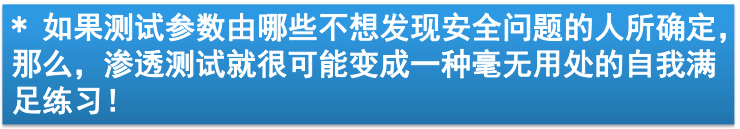 * 如果测试参数由哪些不想发现安全问题的人所确定，
那么，渗透测试就很可能变成一种毫无用处的自我满
足练习！